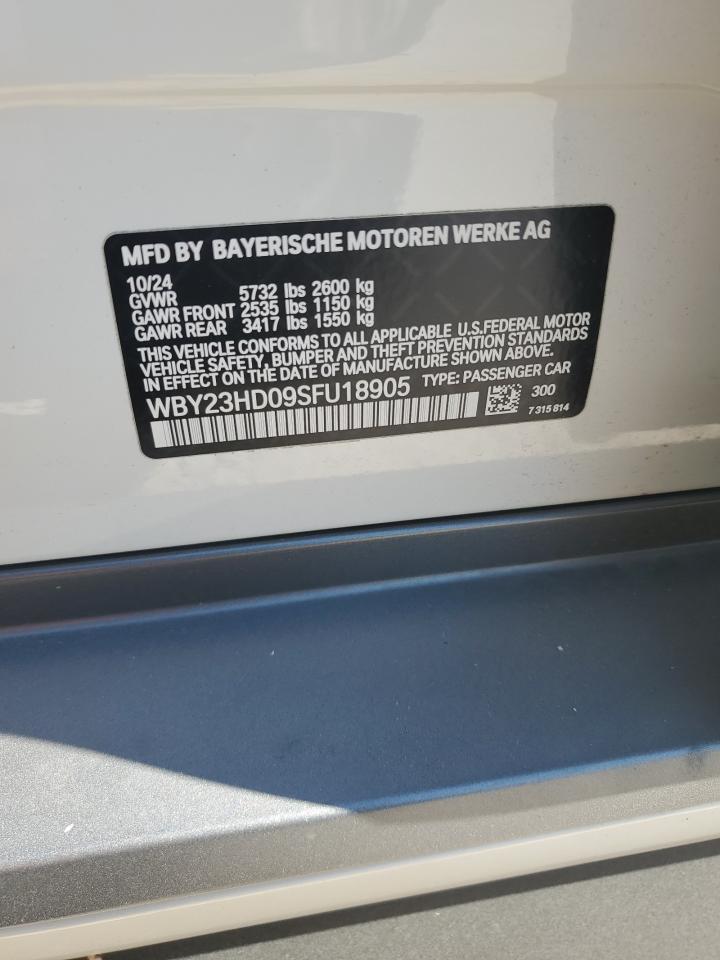 MFD BY BAYERISCHE MOTOREN WERKE AG
10/24
GVWR 5732 lbs 2600 kg
GAWR FRONT 2535 lbs 1150 kg
GAWR REAR 3417 lbs 1550 kg
THIS VEHICLE CONFORMS TO ALL APPLICABLE U.S.FEDERAL MOTOR
VEHICLE SAFETY, BUMPER AND THEFT PREVENTION STANDARDS
IN EFFECT ON THE DATE OF MANUFACTURE SHOWN ABOVE.
WBY23HD09SFU18905 TYPE: PASSENGER CAR
300
7 315 814